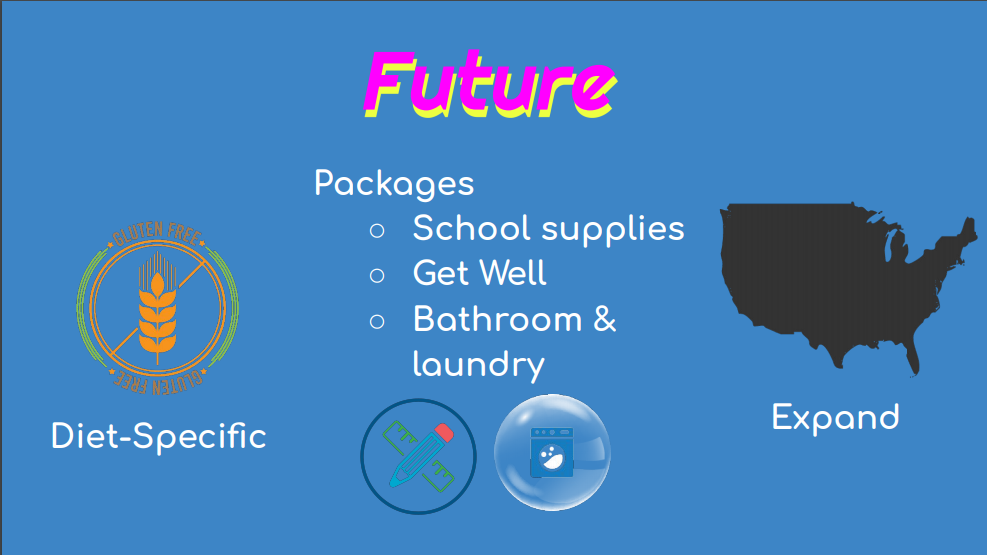 Future
Packages
○ School supplies
○ Get Well
○ Bathroom &
laundry
GLUTEN FREE
GLUTEN FREE
Diet-Specific
Expand